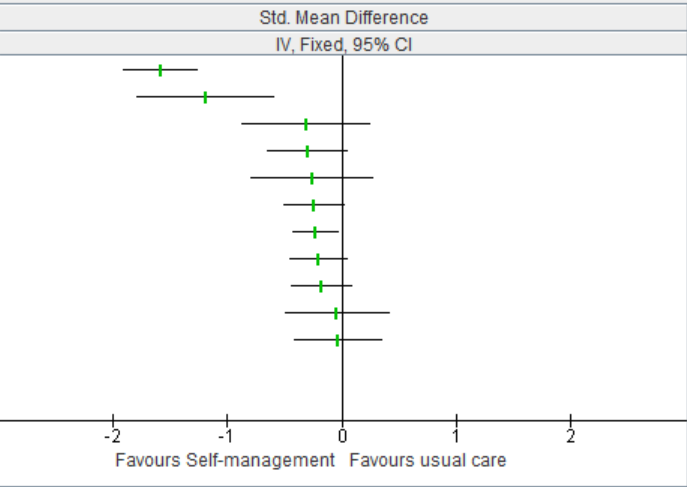 Std. Mean Difference
IV, Fixed, 95% CI
-2 -1 0 1 2
Favours Self-management Favours usual care